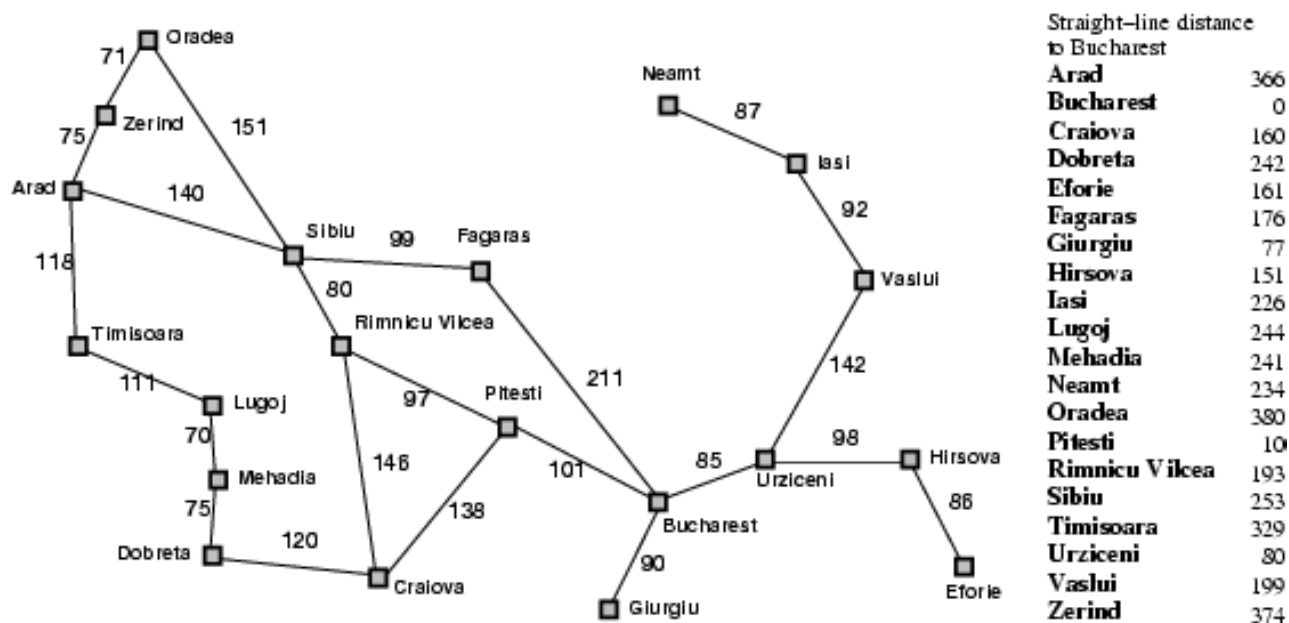 Oradea
71
Neamt
87
Zerind
151
75
Iasi
Arad
140
92
Sibiu
99
Fagaras
118
80
Vaslui
Timisoara
Rimnicu Vilcea
142
111
211
Lugoj
97
Pitesti
70
98
Hirsova
146
101
85
Urziceni
Mehadia
138
86
75
Bucharest
120
Dobreta
90
Craiova
Eforie
Giurgiu
Straight–line distance
to Bucharest
Arad 366
Bucharest 0
Craiova 160
Dobreta 242
Eforie 161
Fagaras 176
Giurgiu 77
Hirsova 151
Iasi 226
Lugoj 244
Mehadia 241
Neamt 234
Oradea 380
Pitesti 10
Rimnicu Vilcea 193
Sibiu 253
Timisoara 329
Urziceni 80
Vaslui 199
Zerind 374